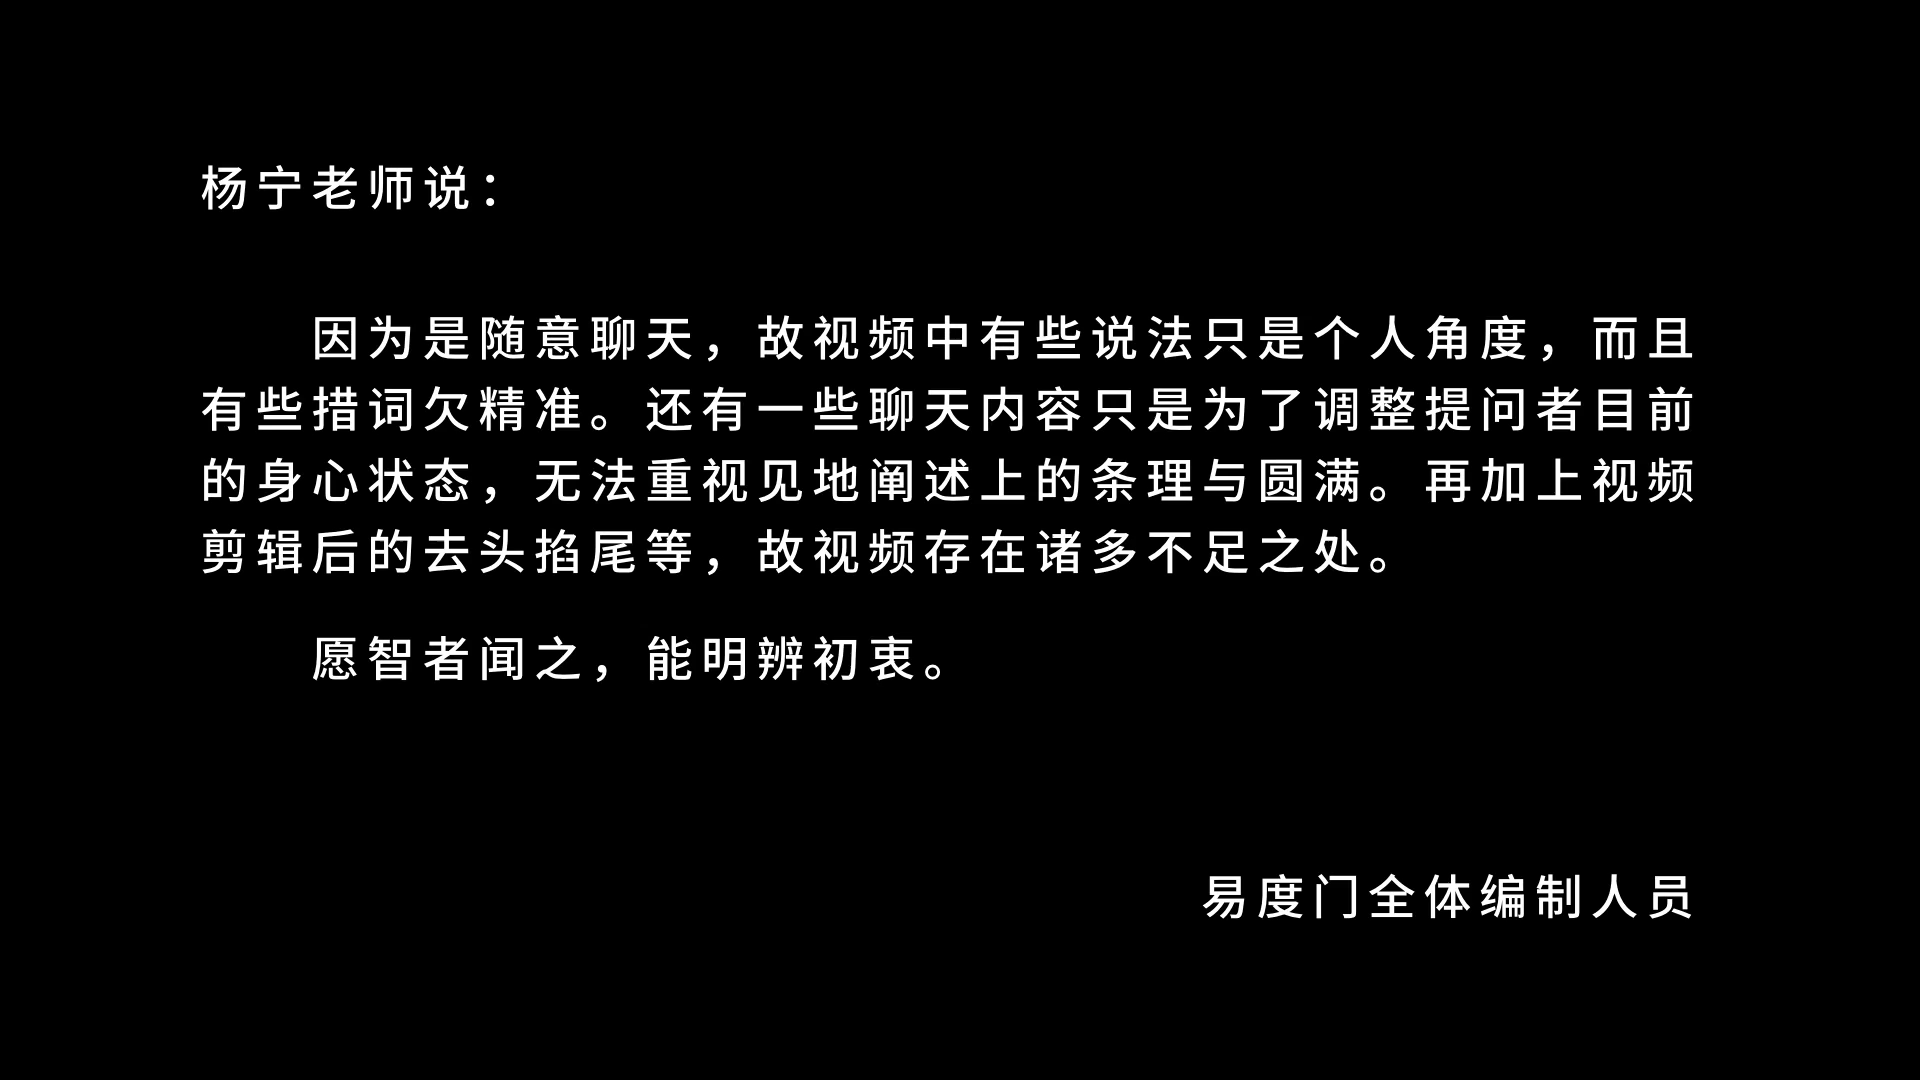 杨宁老师说：
因为是随意聊天，故视频中有些说法只是个人角度，而且
有些措词欠精准。还有一些聊天内容只是为了调整提问者目前
的身心状态，无法重视见地阐述上的条理与圆满。再加上视频
剪辑后的去头掐尾等，故视频存在诸多不足之处。
愿智者闻之，能明辨初衷。
易度门全体编制人员